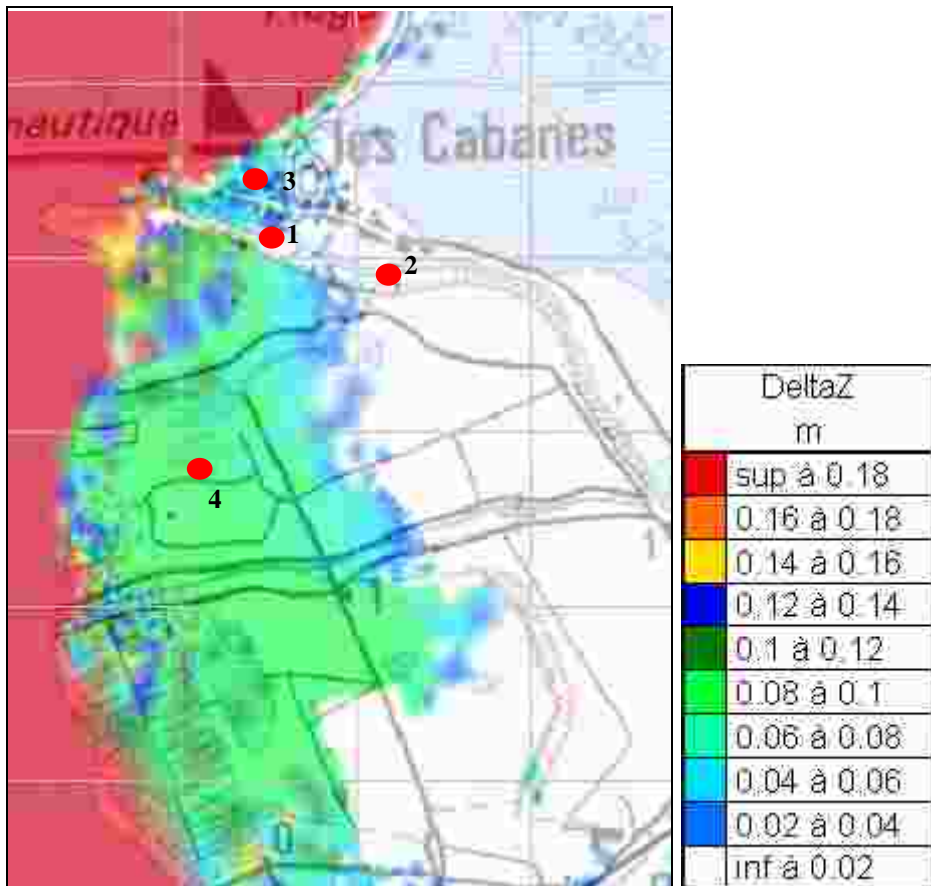 nautique
les Cabanes
3
1
2
4
1
1
DeltaZ
m
sup à 0.18
0.16 à 0.18
0.14 à 0.16
0.12 à 0.14
0.1 à 0.12
0.08 à 0.1
0.06 à 0.08
0.04 à 0.06
0.02 à 0.04
inf à 0.02